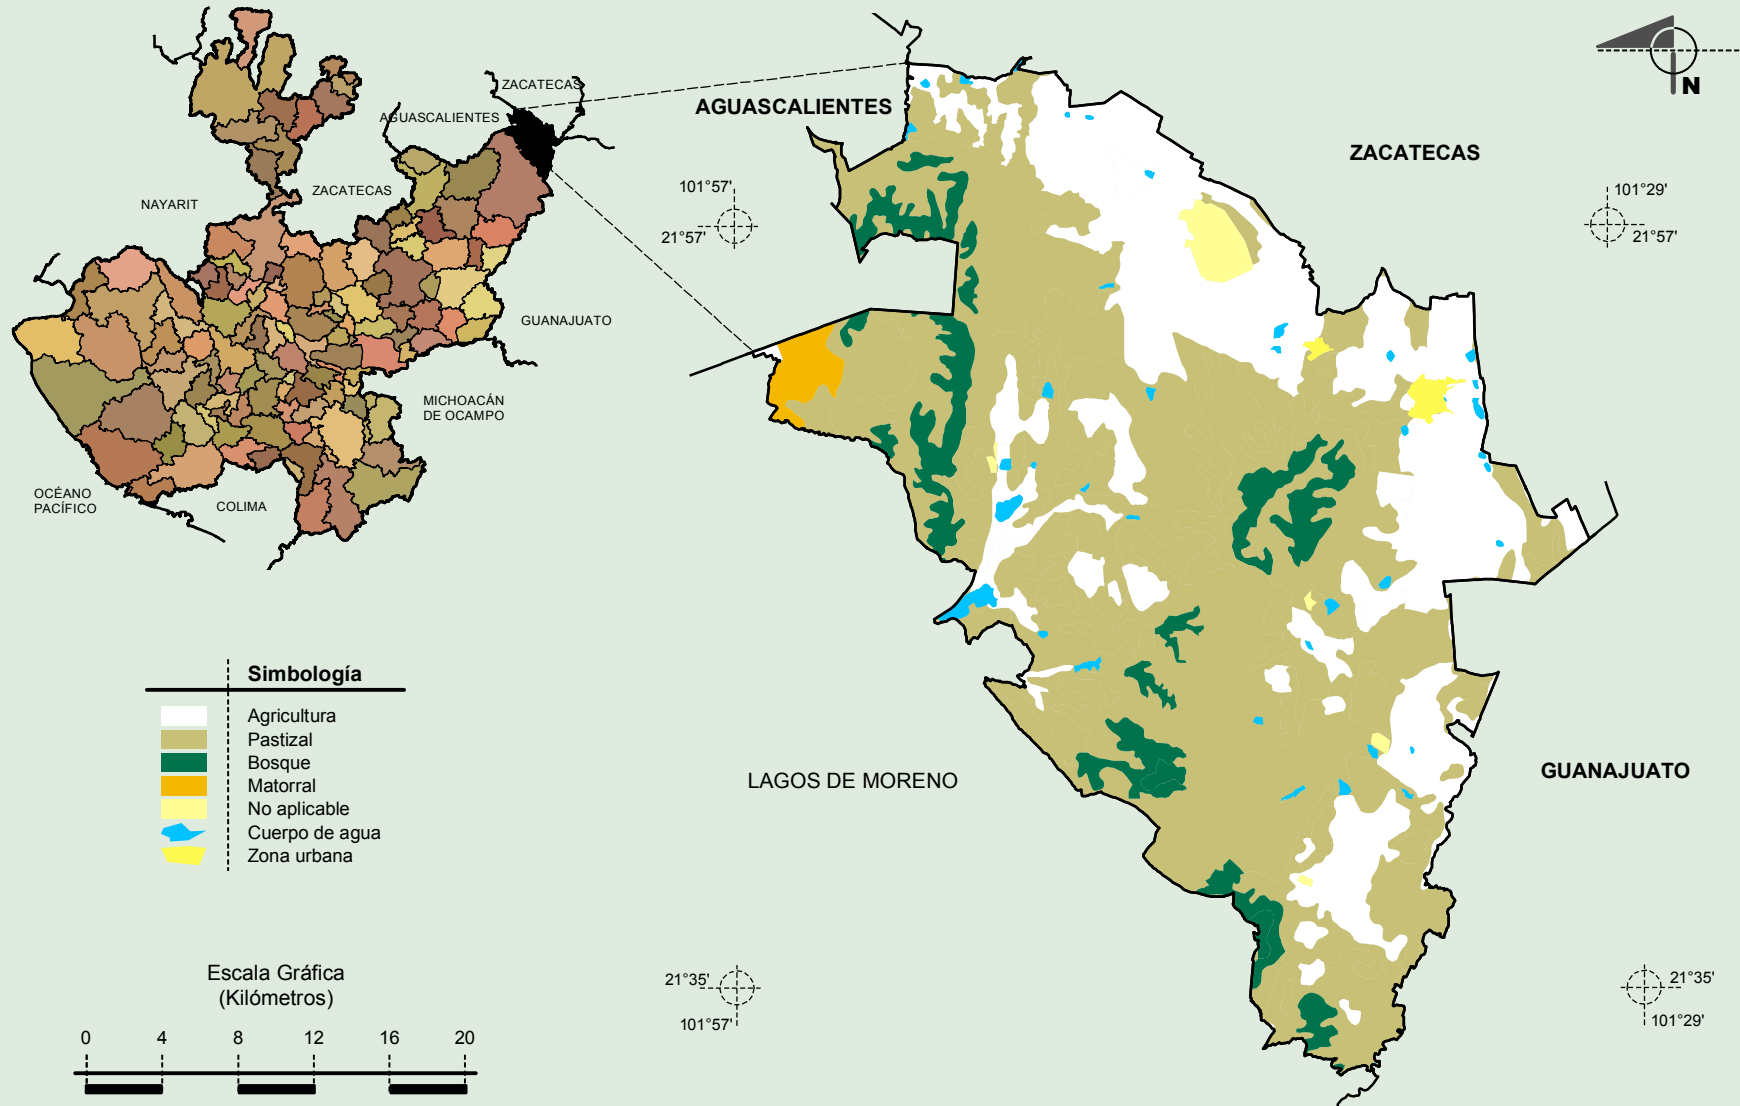 ZACATECAS
AGUASCALIENTES
ZACATECAS
NAYARIT
GUANAJUATO
MICHOACÁN
DE OCAMPO
OCÉANO
PACÍFICO
COLIMA
AGUASCALIENTES
ZACATECAS
N
101°57'
21°57'
101°29'
21°57'
LAGOS DE MORENO
GUANAJUATO
21°35'
101°57'
21°35'
101°29'
Simbología
Agricultura
Pastizal
Bosque
Matorral
No aplicable
Cuerpo de agua
Zona urbana
Escala Gráfica
(Kilómetros)
0 4 8 12 16 20